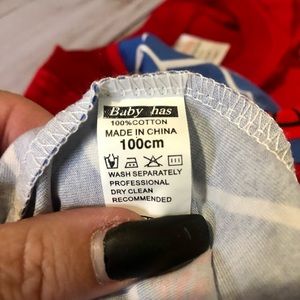 Baby has
100%COTTON
MADE IN CHINA
100cm
WASH SEPARATELY
PROFESSIONAL
DRY CLEAN
RECOMMENDED